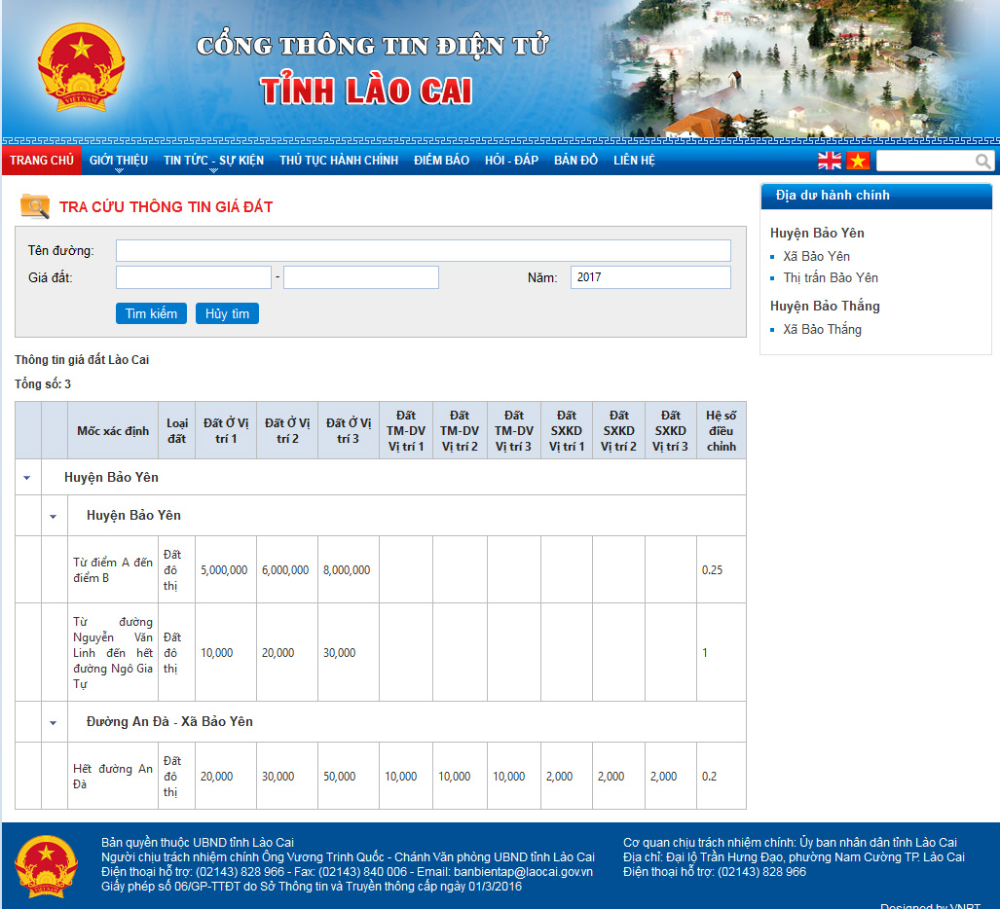 VIỆT NAM
CỔNG THÔNG TIN ĐIỆN TỬ
TỈNH LÀO CAI
TRANG CHỦ GIỚI THIỆU TIN TỨC - SỰ KIỆN THỦ TỤC HÀNH CHÍNH ĐIỂM BÁO HỎI - ĐÁP BẢN ĐỒ LIÊN HỆ
TRA CỨU THÔNG TIN GIÁ ĐẤT
Tên đường:
Giá đất: - Năm: 2017
Tìm kiếm Hủy tìm
Địa dư hành chính
Huyện Bảo Yên
Xã Bảo Yên
Thị trấn Bảo Yên
Huyện Bảo Thắng
Xã Bảo Thắng
Thông tin giá đất Lào Cai
Tổng số: 3
Mốc xác định Loại đất Đất Ở Vị trí 1 Đất Ở Vị trí 2 Đất Ở Vị trí 3 Đất TM-DV Vị trí 1 Đất TM-DV Vị trí 2 Đất TM-DV Vị trí 3 Đất SXKD Vị trí 1 Đất SXKD Vị trí 2 Đất SXKD Vị trí 3 Hệ số điều chỉnh
Huyện Bảo Yên
Huyện Bảo Yên
Từ điểm A đến điểm B Đất đô thị 5,000,000 6,000,000 8,000,000 0.25
Từ đường Nguyễn Văn Linh đến hết đường Ngô Gia Tự Đất đô thị 10,000 20,000 30,000 1
Đường An Đà - Xã Bảo Yên
Hết đường An Đà Đất đô thị 20,000 30,000 50,000 10,000 10,000 10,000 2,000 2,000 2,000 0.2
Bản quyền thuộc UBND tỉnh Lào Cai
Người chịu trách nhiệm chính Ông Vương Trinh Quốc - Chánh Văn phòng UBND tỉnh Lào Cai
Điện thoại hỗ trợ: (02143) 828 966 - Fax: (02143) 840 006 - Email: banbientap@laocai.gov.vn
Giấy phép số 06/GP-TTĐT do Sở Thông tin và Truyền thông cấp ngày 01/3/2016
Cơ quan chịu trách nhiệm chính: Ủy ban nhân dân tỉnh Lào Cai
Địa chỉ: Đại lộ Trần Hưng Đạo, phường Nam Cường TP. Lào Cai
Điện thoại hỗ trợ: (02143) 828 966
Designed by VNPT